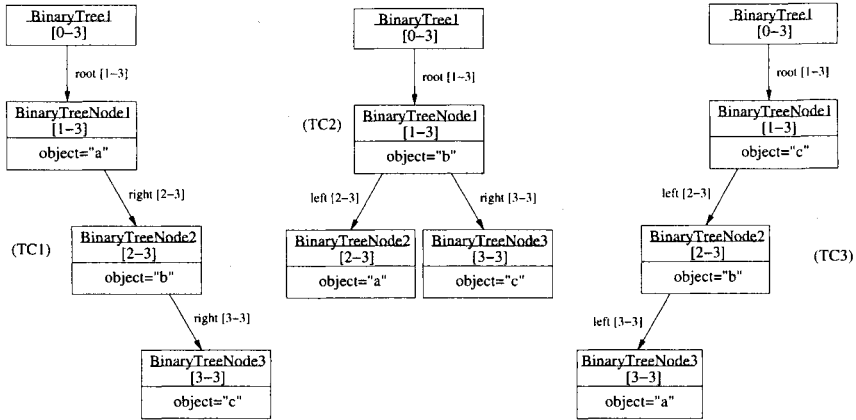 BinaryTree1
[0-3]
root [1-3]
BinaryTreeNode1
[1-3]
object="a"
right [2-3]
(TC1)
BinaryTreeNode2
[2-3]
object="b"
right [3-3]
BinaryTreeNode3
[3-3]
object="c"
BinaryTree1
[0-3]
root [1-3]
(TC2)
BinaryTreeNode1
[1-3]
object="b"
left [2-3]
right [3-3]
BinaryTreeNode2
[2-3]
object="a"
BinaryTreeNode3
[3-3]
object="c"
BinaryTree1
[0-3]
root [1-3]
BinaryTreeNode1
[1-3]
object="c"
left [2-3]
BinaryTreeNode2
[2-3]
object="b"
(TC3)
left [3-3]
BinaryTreeNode3
[3-3]
object="a"